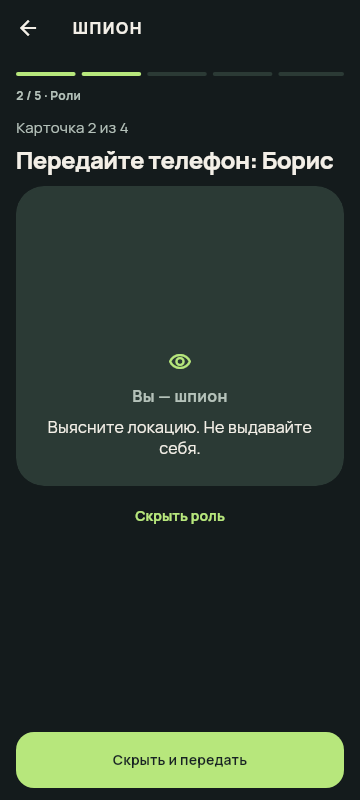 ШПИОН
2 / 5 · Роли
Карточка 2 из 4
Передайте телефон: Борис
Вы — шпион
Выясните локацию. Не выдавайте
себя.
Скрыть роль
Скрыть и передать